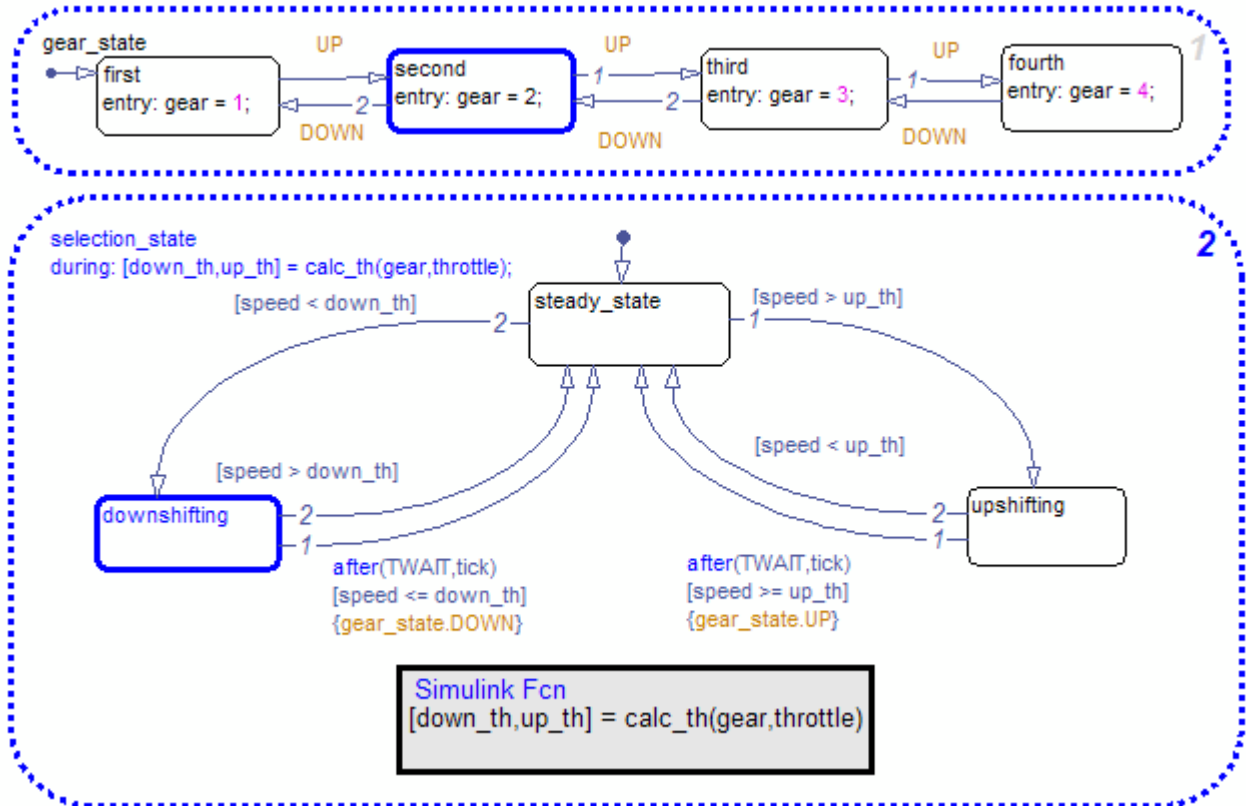 gear_state
1
UP
UP
UP
first
entry: gear = 1;
second
entry: gear = 2;
third
entry: gear = 3;
fourth
entry: gear = 4;
1
1
2
2
DOWN
DOWN
DOWN
selection_state
during: [down_th,up_th] = calc_th(gear,throttle);
2
steady_state
[speed < down_th]
[speed > up_th]
2
1
[speed > down_th]
[speed < up_th]
downshifting
upshifting
2
1
2
1
after(TWAIT,tick)
[speed <= down_th]
{gear_state.DOWN}
after(TWAIT,tick)
[speed >= up_th]
{gear_state.UP}
Simulink Fcn
[down_th,up_th] = calc_th(gear,throttle)